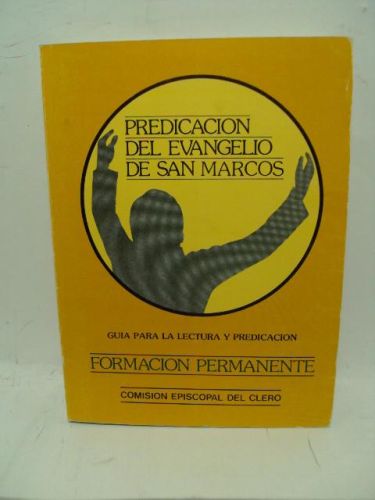 PREDICACION
DEL EVANGELIO
DE SAN MARCOS
GUIA PARA LA LECTURA Y PREDICACION
FORMACION PERMANENTE
COMISION EPISCOPAL DEL CLERO